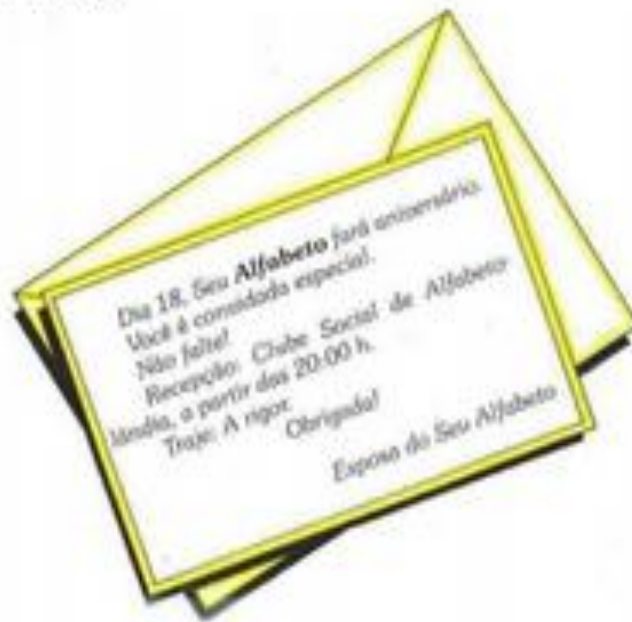 Dia 18, Seu Alfabeto fará aniversário.
Você é convidada especial.
Não falte!
Recepção: Clube Social de Alfabeto-
lândia, a partir das 20:00 h.
Traje: A rigor.
Obrigada!
Esposa do Seu Alfabeto